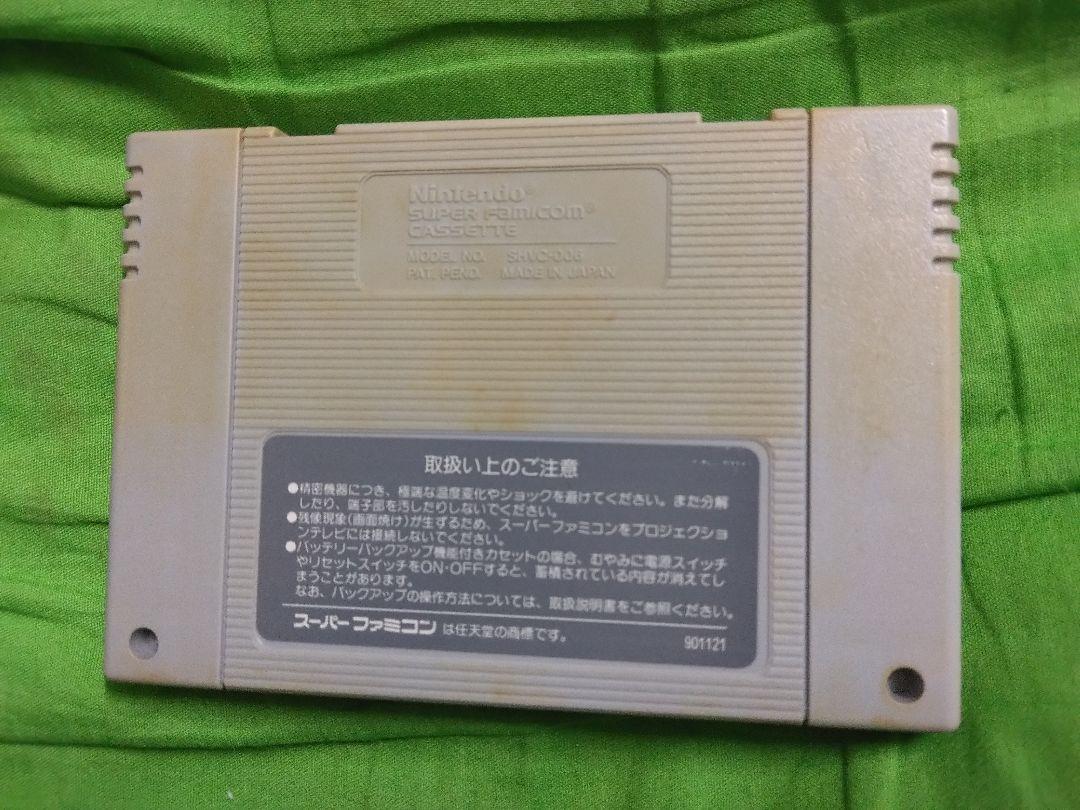 Nintendo®
SUPER Famicom®
CASSETTE
MODEL NO. SHVC-006
PAT. PEND. MADE IN JAPAN
取扱い上のご注意
●精密機器につき、極端な温度変化やショックを避けてください。また分解
したり、端子部を汚したりしないでください。
●残像現象(画面焼け)が生ずるため、スーパーファミコンをプロジェクショ
ンテレビには接続しないでください。
●バッテリーバックアップ機能付きカセットの場合、むやみに電源スイッチ
やリセットスイッチをON・OFFすると、蓄積されている内容が消えてし
まうことがあります。
なお、バックアップの操作方法については、取扱説明書をご参照ください。
スーパーファミコン は任天堂の商標です。
901121